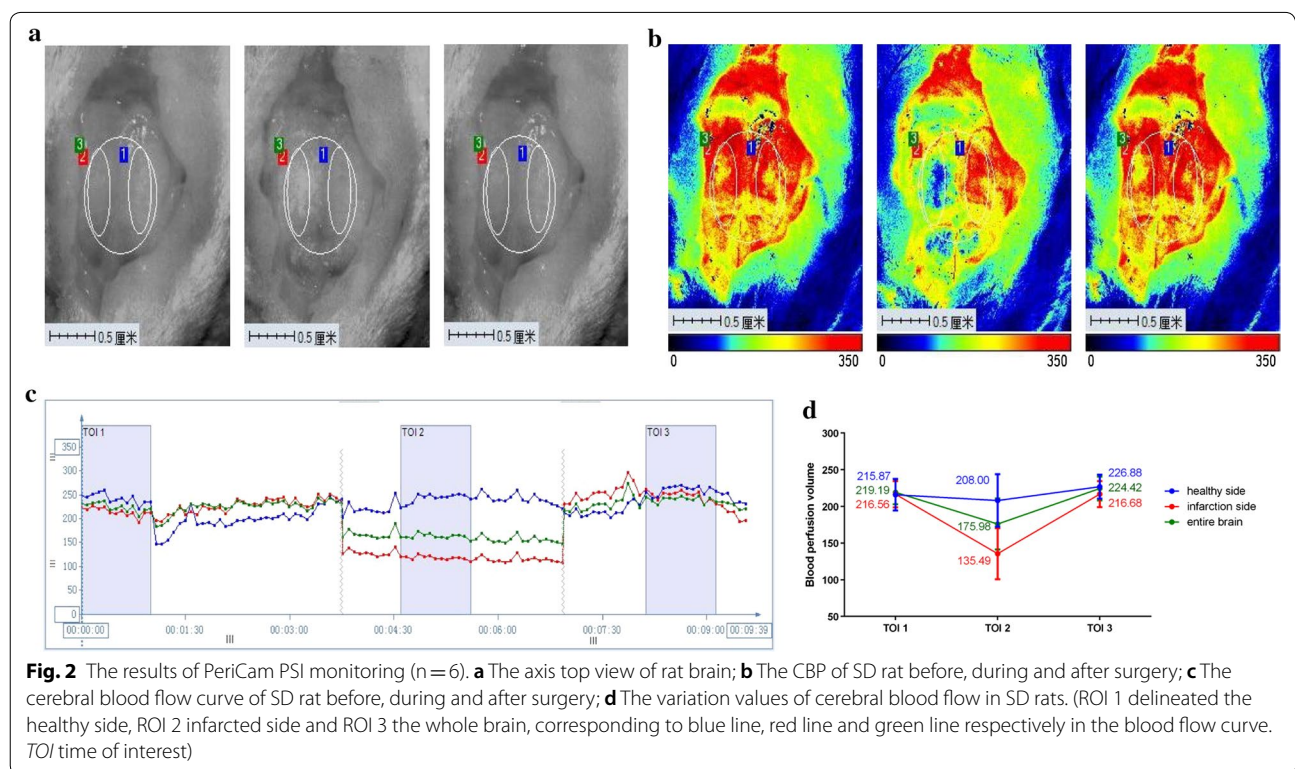 a
3
2
1
0.5 厘米
3
2
1
0.5 厘米
3
2
1
0.5 厘米
b
3
2
1
0.5 厘米
0 350
3
2
1
0.5 厘米
0 350
3
2
1
0.5 厘米
0 350
c
TOI 1 TOI 2 TOI 3
350
300
250
200
150
100
50
0
00:00:00 00:01:30 00:03:00 00:04:30 00:06:00 00:07:30 00:09:00 00:09:39
d
Blood perfusion volume
300
250
200
150
100
50
215.87
219.19
216.56
208.00
175.98
135.49
226.88
224.42
216.68
TOI 1 TOI 2 TOI 3
healthy side
infarction side
entire brain
Fig. 2 The results of PeriCam PSI monitoring (n = 6). a The axis top view of rat brain; b The CBP of SD rat before, during and after surgery; c The
cerebral blood flow curve of SD rat before, during and after surgery; d The variation values of cerebral blood flow in SD rats. (ROI 1 delineated the
healthy side, ROI 2 infarcted side and ROI 3 the whole brain, corresponding to blue line, red line and green line respectively in the blood flow curve.
TOI time of interest)